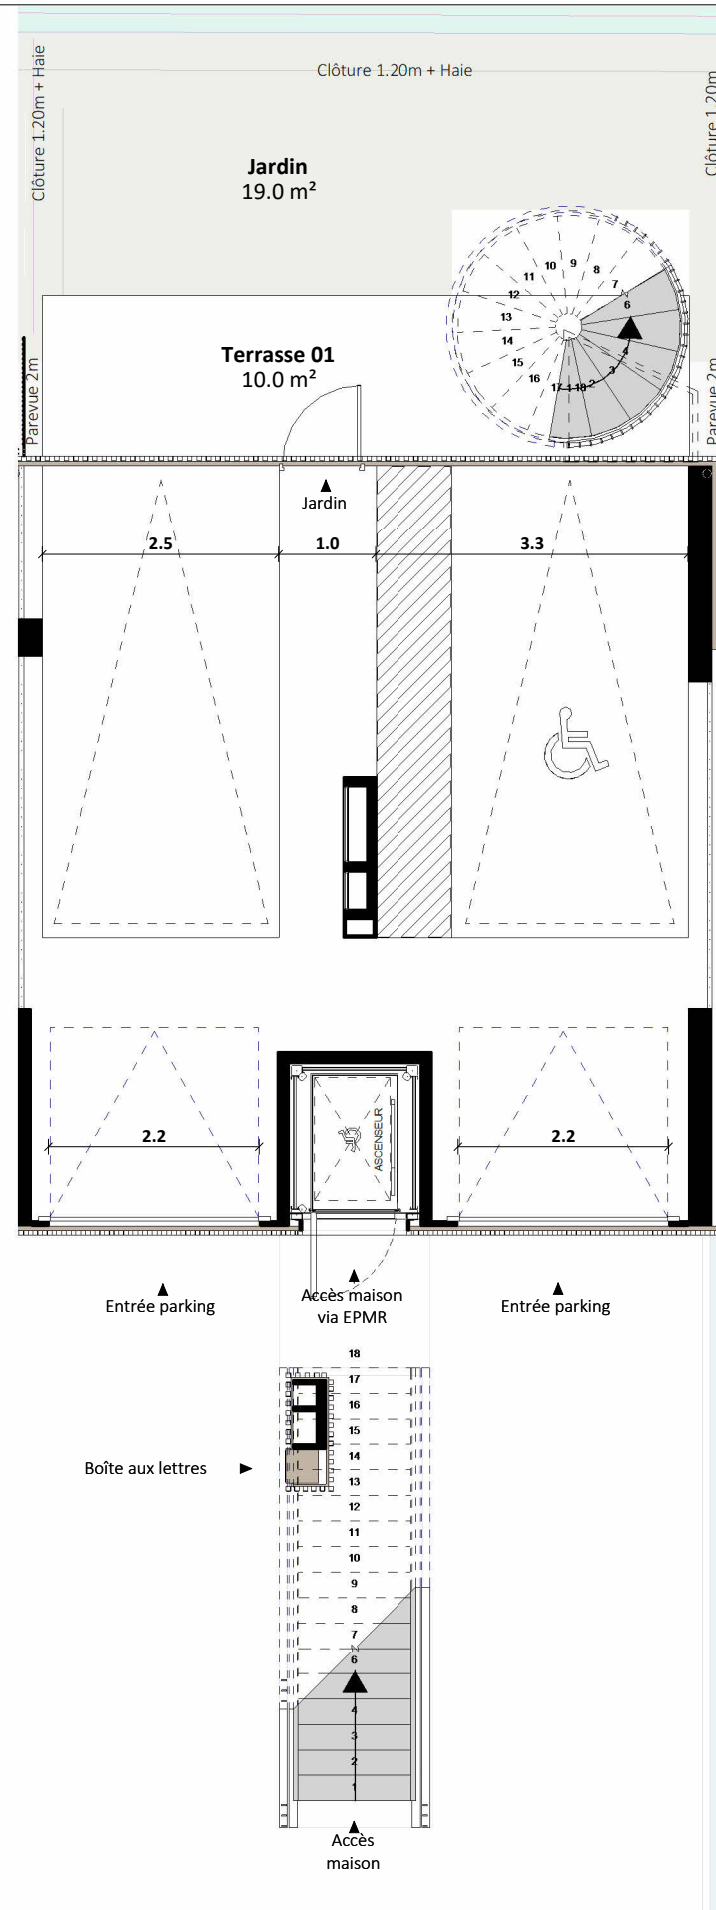 Clôture 1.20m + Haie
Clôture 1.20m + Haie
Clôture 1.20m
Jardin
19.0 m²
10
9
11
8
7
12
6
13
14
4
15
3
16
17
1
18
2
Terrasse 01
10.0 m²
Parevue 2m
Parevue 2m
Jardin
2.5
1.0
3.3
2.2
ASCENSEUR
2.2
Accès maison
via EPMR
Entrée parking
Entrée parking
18
17
16
15
Boîte aux lettres
14
13
12
11
10
9
8
7
6
4
3
2
1
Accès
maison